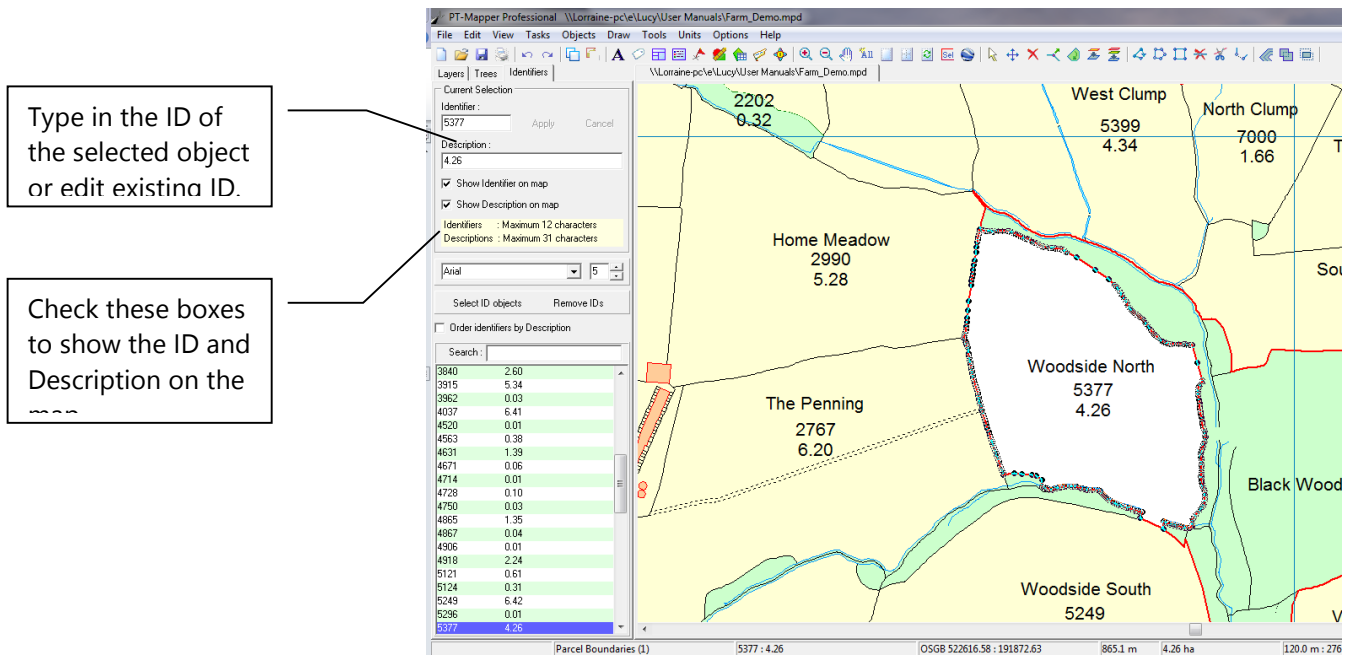 PT-Mapper Professional \\Lorraine-pc\e\Lucy\User Manuals\Farm_Demo.mpd
File Edit View Tasks Objects Draw Tools Units Options Help
Layers Trees Identifiers
\\Lorraine-pc\e\Lucy\User Manuals\Farm_Demo.mpd
Type in the ID of
the selected object
or edit existing ID.
Check these boxes
to show the ID and
Description on the
Current Selection
Identifier :
5377 Apply Cancel
Description :
4.26
Show Identifier on map
Show Description on map
Identifiers : Maximum 12 characters
Descriptions : Maximum 31 characters
Arial 5
Select ID objects Remove IDs
Order identifiers by Description
Search :
3840 2.60
3915 5.34
3962 0.03
4037 6.41
4520 0.01
4563 0.38
4631 1.39
4671 0.06
4714 0.01
4728 0.10
4750 0.03
4865 1.35
4867 0.04
4906 0.01
4918 2.24
5121 0.61
5124 0.31
5249 6.42
5296 0.01
5377 4.26
2202
0.32
West Clump
5399
4.34
North Clump
7000
1.66
T
Home Meadow
2990
5.28
Sou
Woodside North
5377
4.26
The Penning
2767
6.20
Black Wood
Woodside South
5249
V
Parcel Boundaries (1) 5377 : 4.26 OSGB 522616.58 : 191872.63 865.1 m 4.26 ha 120.0 m : 276